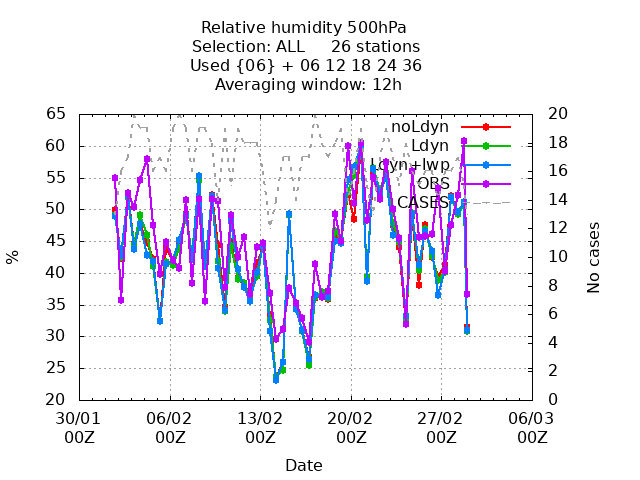 Relative humidity 500hPa
Selection: ALL     26 stations
Used {06} + 06 12 18 24 36
Averaging window: 12h
65
60
55
50
45
40
35
30
25
20
%
20
18
16
14
12
10
8
6
4
2
0
No cases
noLdyn
Ldyn
Ldyn+lwp
OBS
CASES
30/01 06/02 13/02 20/02 27/02 06/03
00Z 00Z 00Z 00Z 00Z 00Z
Date